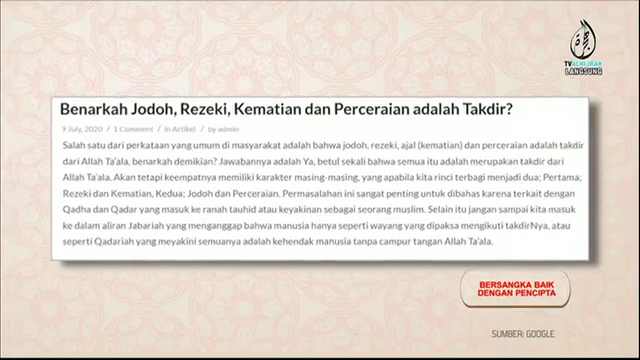 TV ALHIJRAH
LANGSUNG
Benarkah Jodoh, Rezeki, Kematian dan Perceraian adalah Takdir?
9 July, 2020 / 1 Comment / in Artikel / by admin
Salah satu dari perkataan yang umum di masyarakat adalah bahwa jodoh, rezeki, ajal (kematian) dan perceraian adalah takdir
dari Allah Ta'ala, benarkah demikian? Jawabannya adalah Ya, betul sekali bahwa semua itu adalah merupakan takdir dari
Allah Ta'ala. Akan tetapi keempatnya memiliki karakter masing-masing, yang apabila kita rinci terbagi menjadi dua; Pertama;
Rezeki dan Kematian, Kedua; Jodoh dan Perceraian. Permasalahan ini sangat penting untuk dibahas karena terkait dengan
Qadha dan Qadar yang masuk ke ranah tauhid atau keyakinan sebagai seorang muslim. Selain itu jangan sampai kita masuk
ke dalam aliran Jabariah yang menganggap bahwa manusia hanya seperti wayang yang dipaksa mengikuti takdirNya, atau
seperti Qadariah yang meyakini semuanya adalah kehendak manusia tanpa campur tangan Allah Ta'ala.
BERSANGKA BAIK
DENGAN PENCIPTA
SUMBER: GOOGLE